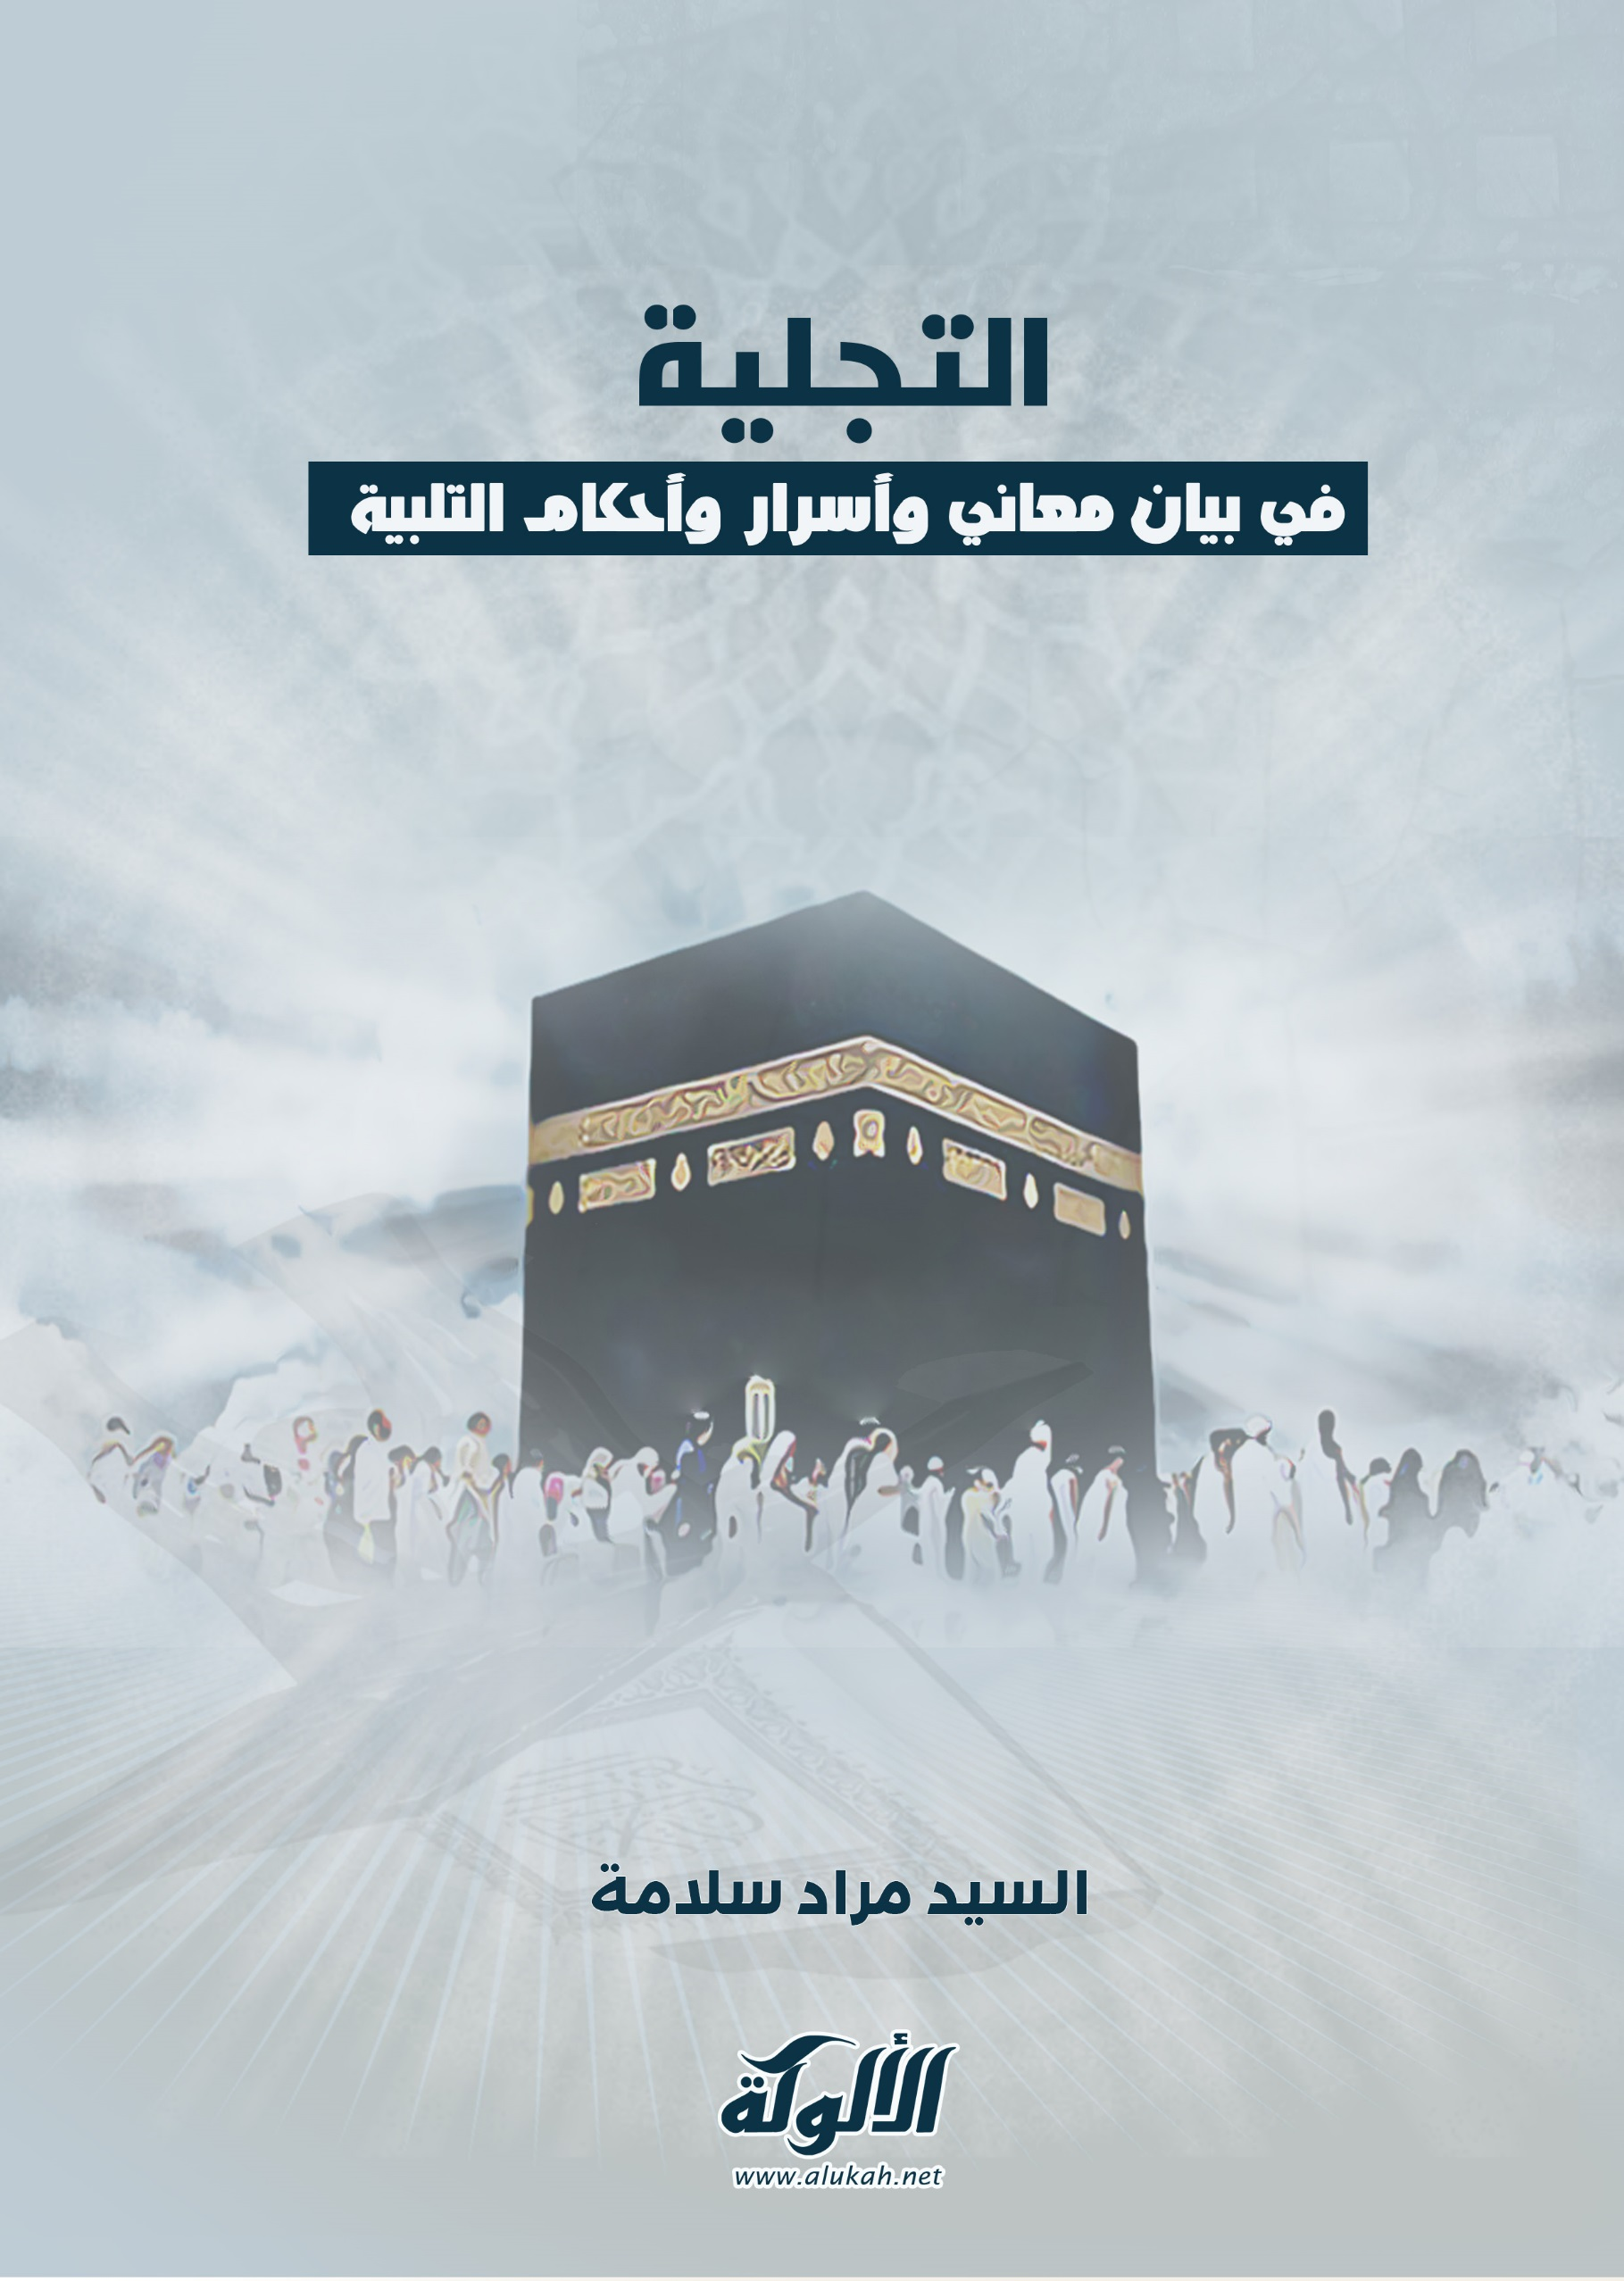 التجلية
في بيان معاني وأسرار وأحكام التلبية
السيد مراد سلامة
الألوكة
www.alukah.net